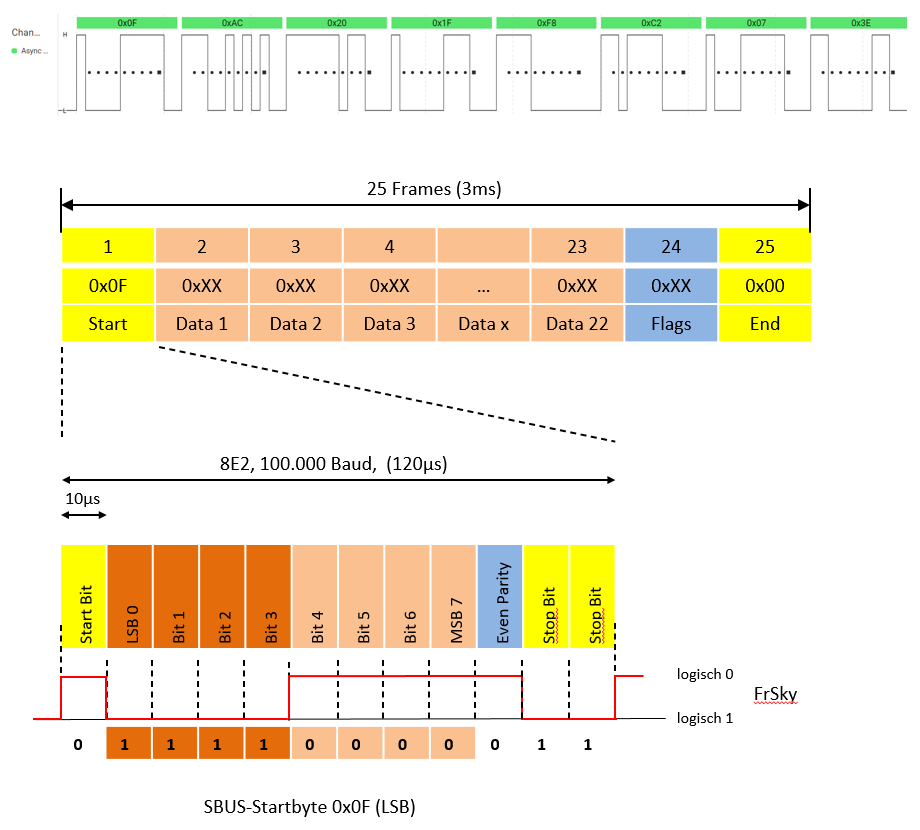 0x0F 0xAC 0x20 0x1F 0xF8 0xC2 0x07 0x3E
Chan...
H
Async ...
L
25 Frames (3ms)
1 2 3 4 23 24 25
0x0F 0xXX 0xXX 0xXX ... 0xXX 0xXX 0x00
Start Data 1 Data 2 Data 3 Data x Data 22 Flags End
8E2, 100.000 Baud, (120µs)
10µs
Start Bit LSB 0 Bit 1 Bit 2 Bit 3 Bit 4 Bit 5 Bit 6 MSB 7 Even Parity Stop Bit Stop Bit
logisch 0
FrSky
logisch 1
0 1 1 1 1 0 0 0 0 0 1 1
SBUS-Startbyte 0x0F (LSB)